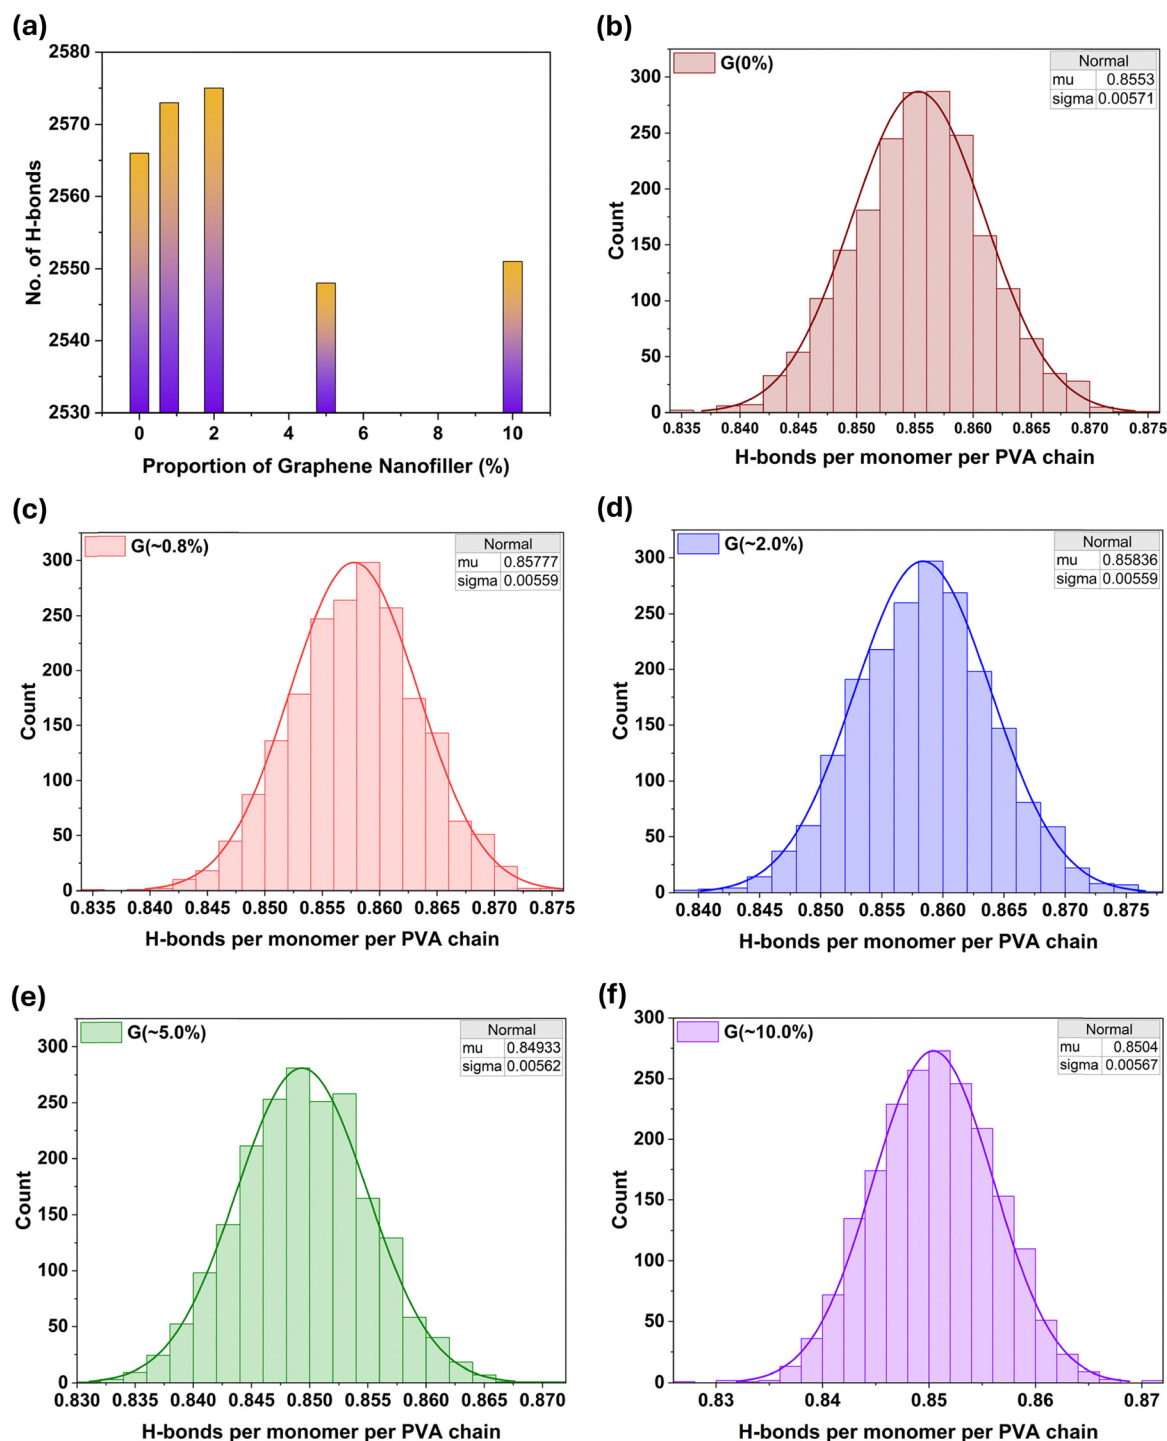 (a)
2580
2570
2560
2550
2540
2530
No. of H-bonds
0 2 4 6 8 10
Proportion of Graphene Nanofiller (%)
(b)
G(0%)
Normal
mu 0.8553
sigma 0.00571
300
250
200
150
100
50
0
Count
0.835 0.840 0.845 0.850 0.855 0.860 0.865 0.870 0.875
H-bonds per monomer per PVA chain
(c)
G(~0.8%)
Normal
mu 0.85777
sigma 0.00559
300
250
200
150
100
50
0
Count
0.835 0.840 0.845 0.850 0.855 0.860 0.865 0.870 0.875
H-bonds per monomer per PVA chain
(d)
G(~2.0%)
Normal
mu 0.85836
sigma 0.00559
300
250
200
150
100
50
0
Count
0.840 0.845 0.850 0.855 0.860 0.865 0.870 0.875
H-bonds per monomer per PVA chain
(e)
G(~5.0%)
Normal
mu 0.84933
sigma 0.00562
300
250
200
150
100
50
0
Count
0.830 0.835 0.840 0.845 0.850 0.855 0.860 0.865 0.870
H-bonds per monomer per PVA chain
(f)
G(~10.0%)
Normal
mu 0.8504
sigma 0.00567
300
250
200
150
100
50
0
Count
0.83 0.84 0.85 0.86 0.87
H-bonds per monomer per PVA chain